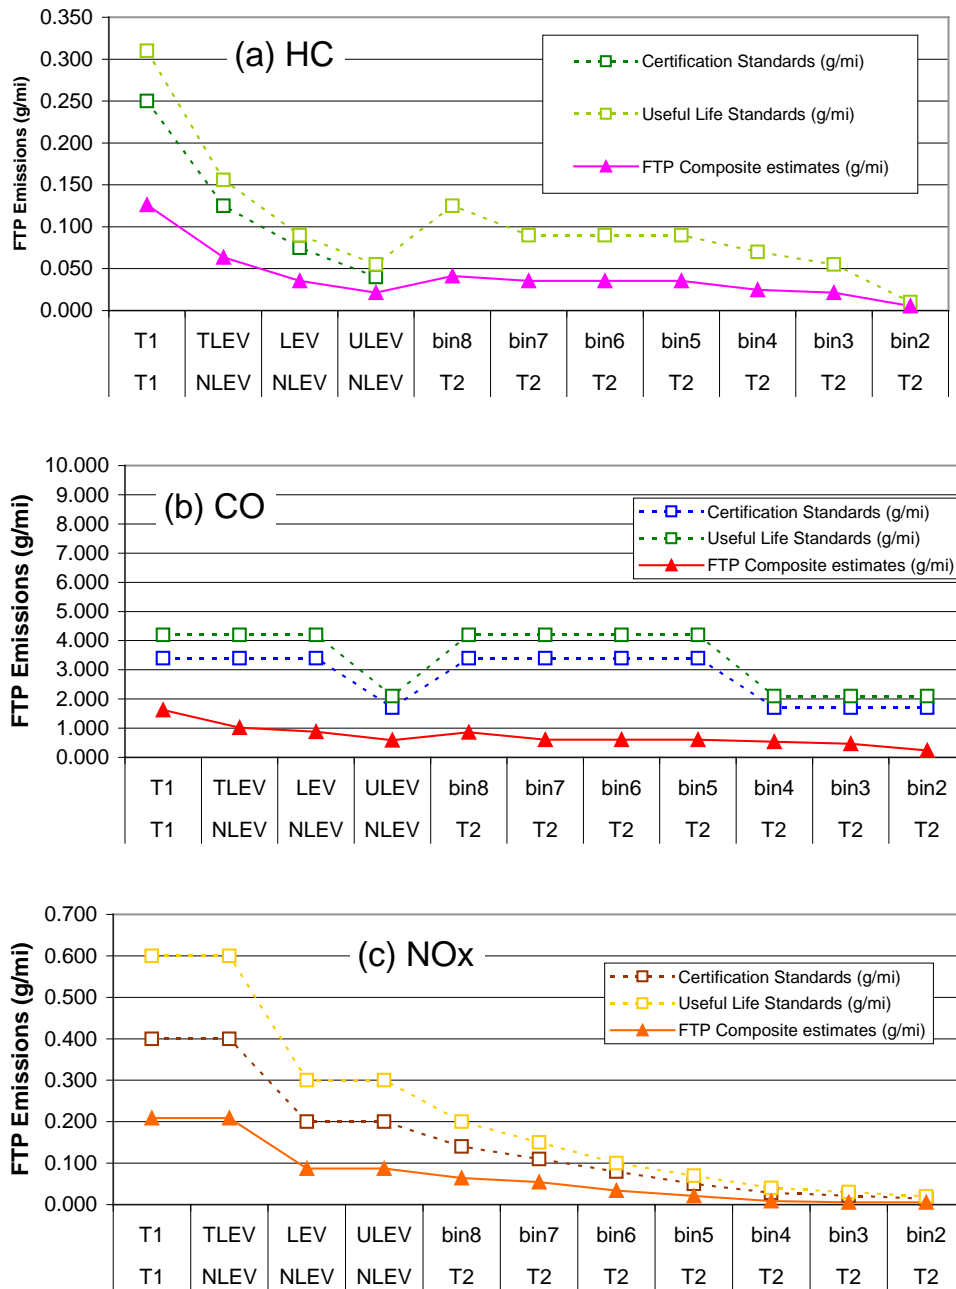 (a) HC
FTP Emissions (g/mi)
0.350
0.300
0.250
0.200
0.150
0.100
0.050
0.000
Certification Standards (g/mi)
Useful Life Standards (g/mi)
FTP Composite estimates (g/mi)
T1 TLEV LEV ULEV bin8 bin7 bin6 bin5 bin4 bin3 bin2
T1 NLEV NLEV NLEV T2 T2 T2 T2 T2 T2 T2
(b) CO
FTP Emissions (g/mi)
10.000
9.000
8.000
7.000
6.000
5.000
4.000
3.000
2.000
1.000
0.000
Certification Standards (g/mi)
Useful Life Standards (g/mi)
FTP Composite estimates (g/mi)
T1 TLEV LEV ULEV bin8 bin7 bin6 bin5 bin4 bin3 bin2
T1 NLEV NLEV NLEV T2 T2 T2 T2 T2 T2 T2
(c) NOx
FTP Emissions (g/mi)
0.700
0.600
0.500
0.400
0.300
0.200
0.100
0.000
Certification Standards (g/mi)
Useful Life Standards (g/mi)
FTP Composite estimates (g/mi)
T1 TLEV LEV ULEV bin8 bin7 bin6 bin5 bin4 bin3 bin2
T1 NLEV NLEV NLEV T2 T2 T2 T2 T2 T2 T2